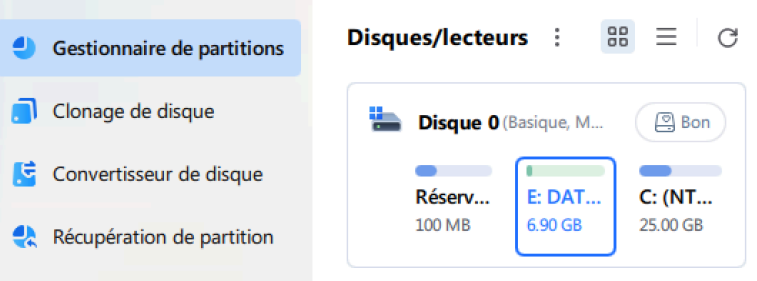 Gestionnaire de partitions
Clonage de disque
Convertisseur de disque
Récupération de partition
Disques/lecteurs
Disque 0 (Basique, M...
Bon
Réserv...
100 MB
E: DAT...
6.90 GB
C: (NT...
25.00 GB